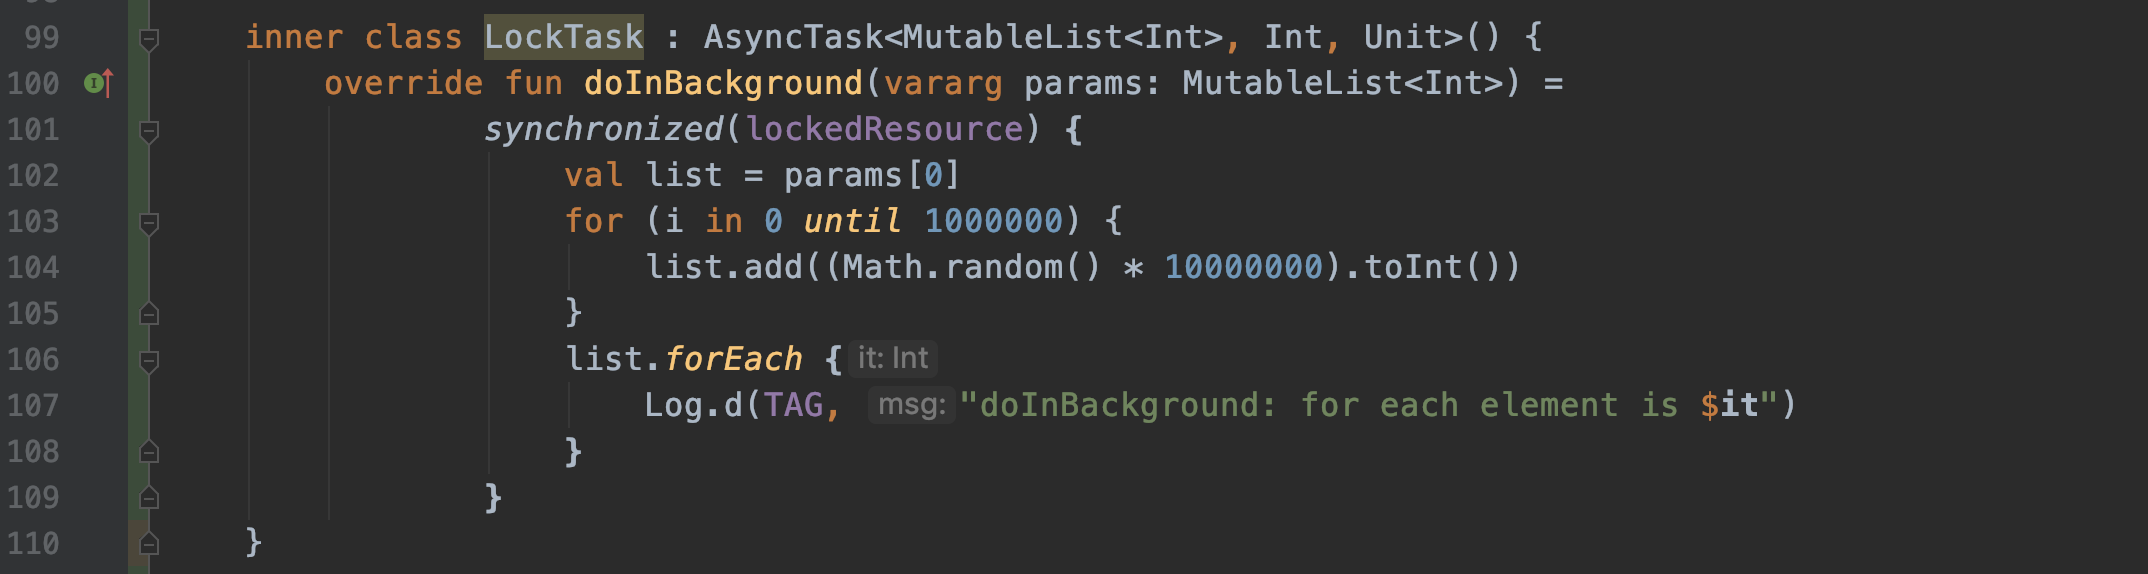 99 inner class LockTask : AsyncTask<MutableList<Int>, Int, Unit>() {
100 override fun doInBackground(vararg params: MutableList<Int>) =
101 synchronized(lockedResource) {
102 val list = params[0]
103 for (i in 0 until 1000000) {
104 list.add((Math.random() * 10000000).toInt())
105 }
106 list.forEach { it: Int
107 Log.d(TAG, msg: "doInBackground: for each element is $it")
108 }
109 }
110 }